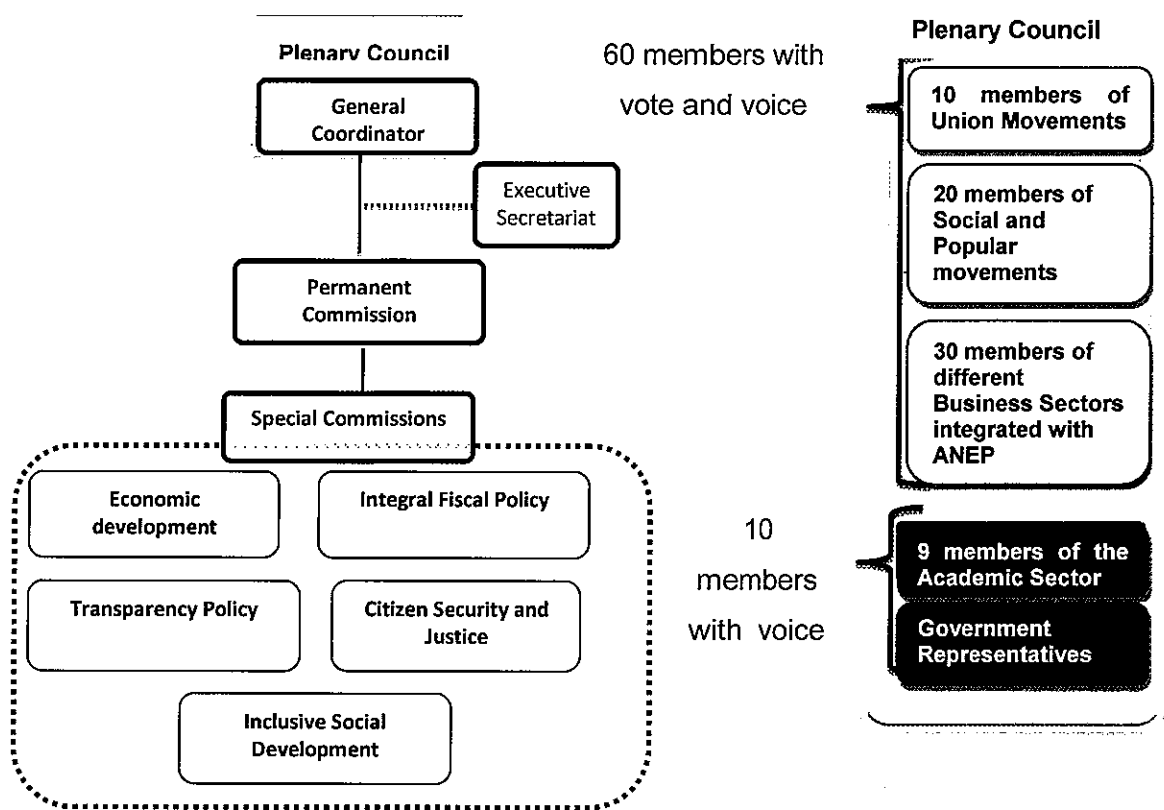 Plenary Council
General
Coordinator
Executive
Secretariat
Permanent
Commission
Special Commissions
Economic
development
Integral Fiscal Policy
Transparency Policy
Citizen Security and
Justice
Inclusive Social
Development
60 members with
vote and voice
10
members
with voice
Plenary Council
10 members of
Union Movements
20 members of
Social and
Popular
movements
30 members of
different
Business Sectors
integrated with
ANEP
9 members of the
Academic Sector
Government
Representatives